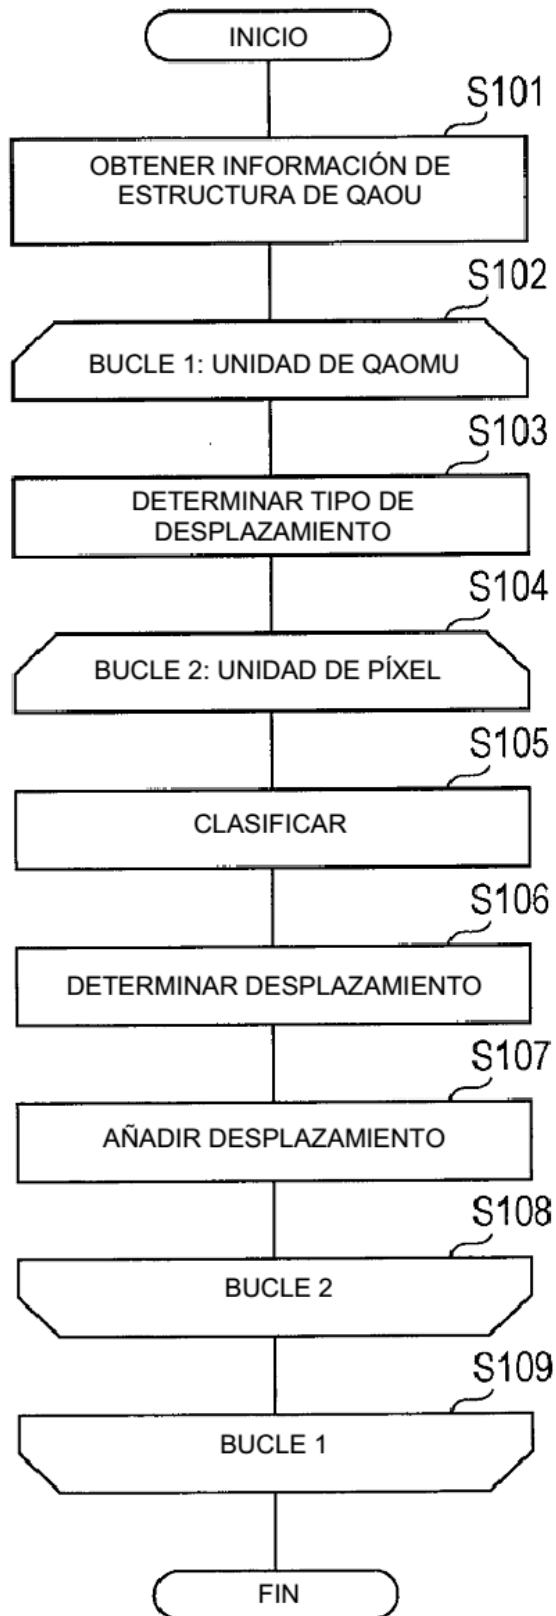 INICIO
S101
OBTENER INFORMACIÓN DE
ESTRUCTURA DE QAOU
S102
BUCLE 1: UNIDAD DE QAOMU
S103
DETERMINAR TIPO DE
DESPLAZAMIENTO
S104
BUCLE 2: UNIDAD DE PÍXEL
S105
CLASIFICAR
S106
DETERMINAR DESPLAZAMIENTO
S107
AÑADIR DESPLAZAMIENTO
S108
BUCLE 2
S109
BUCLE 1
FIN